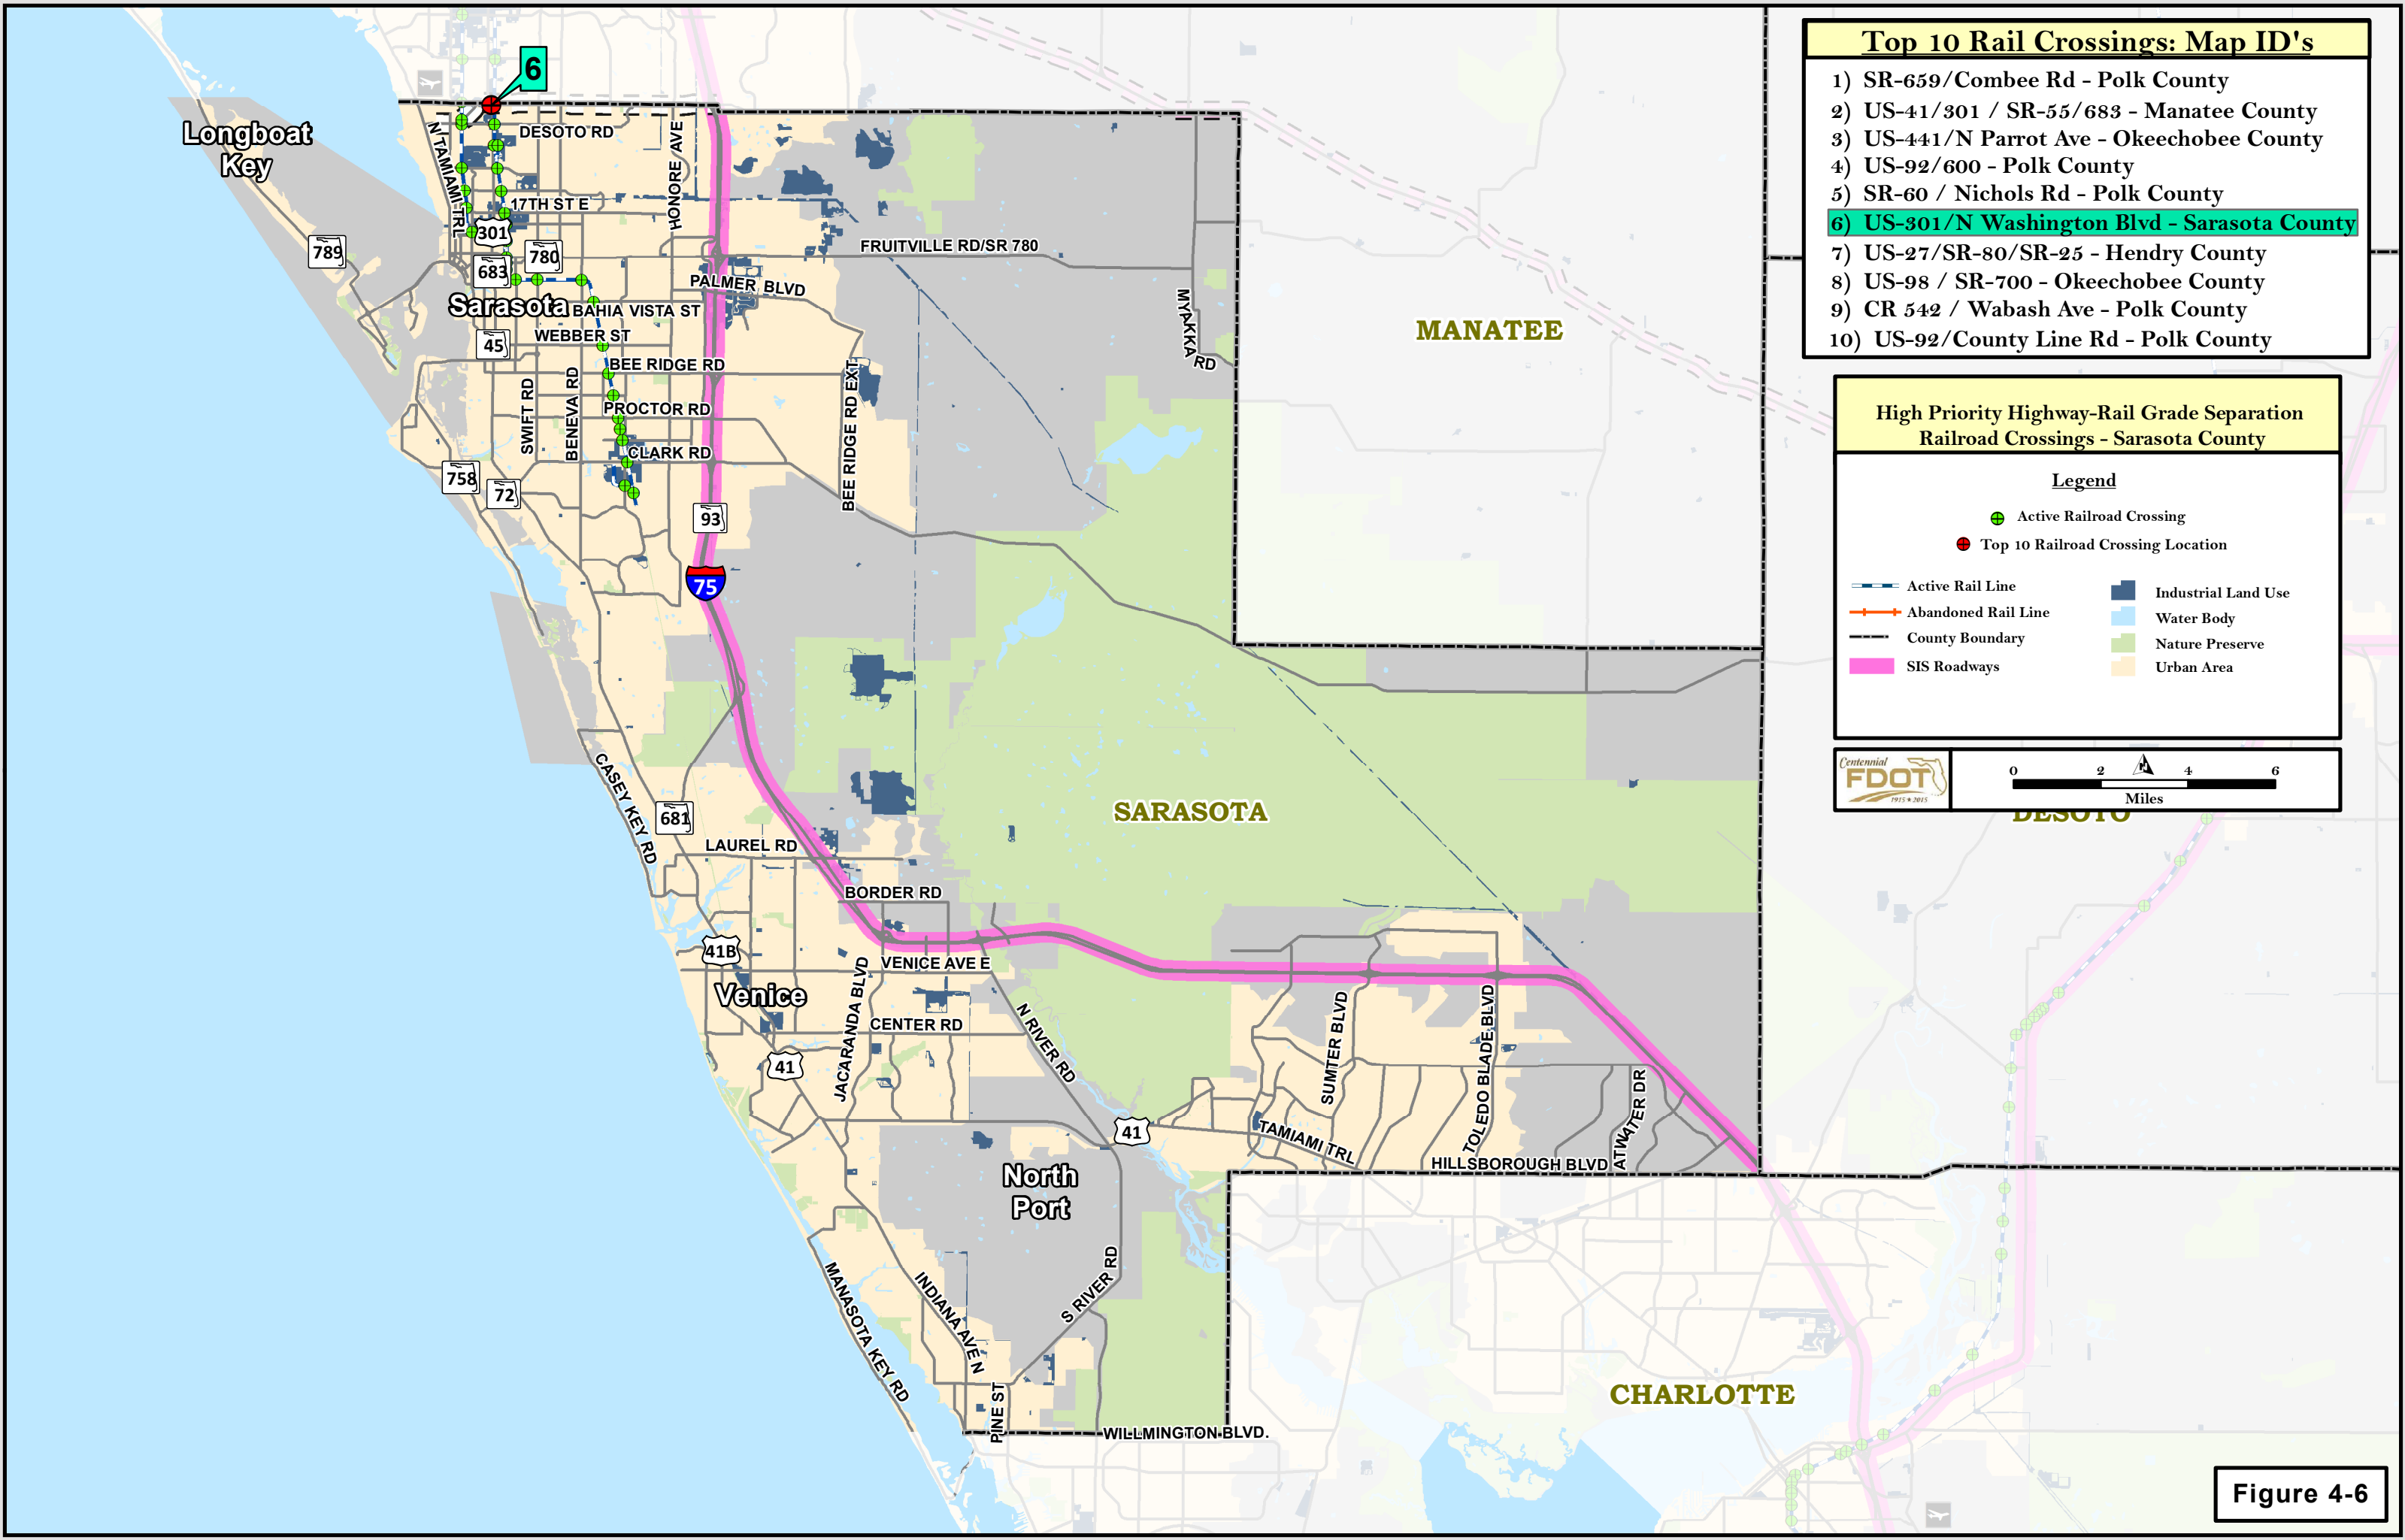 Top 10 Rail Crossings: Map ID's
1) SR-659/Combee Rd - Polk County
2) US-41/301 / SR-55/683 - Manatee County
3) US-441/N Parrot Ave - Okeechobee County
4) US-92/600 - Polk County
5) SR-60 / Nichols Rd - Polk County
6) US-301/N Washington Blvd - Sarasota County
7) US-27/SR-80/SR-25 - Hendry County
8) US-98 / SR-700 - Okeechobee County
9) CR 542 / Wabash Ave - Polk County
10) US-92/County Line Rd - Polk County
High Priority Highway-Rail Grade Separation
Railroad Crossings - Sarasota County
Legend
Active Railroad Crossing
Top 10 Railroad Crossing Location
Active Rail Line
Abandoned Rail Line
County Boundary
SIS Roadways
Industrial Land Use
Water Body
Nature Preserve
Urban Area
Centennial
FDOT
1915 ★ 2015
0 2 4 6
Miles
DESOTO
6
Longboat
Key
N TAMIAMI TRL
DESOTO RD
HONORE AVE
17TH ST E
301
789
780
683
FRUITVILLE RD/SR 780
PALMER BLVD
Sarasota
BAHIA VISTA ST
MYAKKA RD
MANATEE
45
WEBBER ST
BEE RIDGE RD
SWIFT RD
BENEVA RD
PROCTOR RD
BEE RIDGE RD EXT
CLARK RD
758
72
93
75
CASEY KEY RD
681
SARASOTA
LAUREL RD
BORDER RD
41B
VENICE AVE E
Venice
JACARANDA BLVD
CENTER RD
N RIVER RD
41
SUMTER BLVD
TOLEDO BLADE BLVD
ATWATER DR
41
TAMIAMI TRL
HILLSBOROUGH BLVD
North
Port
S RIVER RD
INDIANA AVE N
MANASOTA KEY RD
PINE ST
WILLMINGTON BLVD.
CHARLOTTE
Figure 4-6